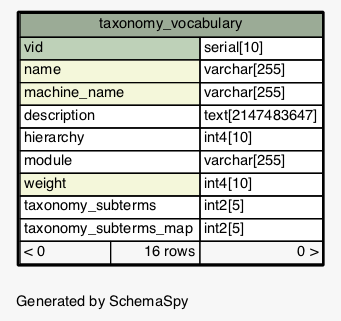 taxonomy_vocabulary
vid serial[10]
name varchar[255]
machine_name varchar[255]
description text[2147483647]
hierarchy int4[10]
module varchar[255]
weight int4[10]
taxonomy_subterms int2[5]
taxonomy_subterms_map int2[5]
< 0 16 rows 0 >
Generated by SchemaSpy